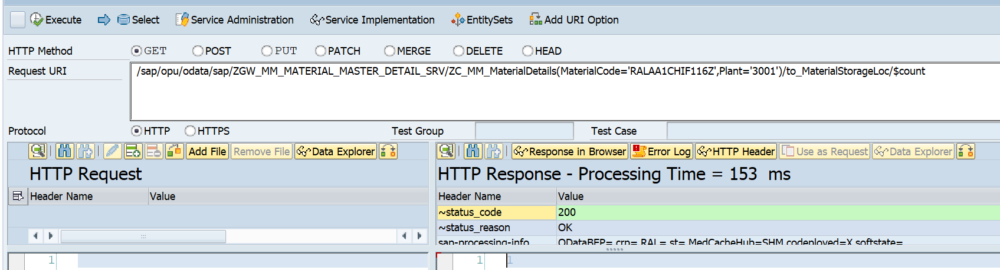 Execute Select Service Administration Service Implementation EntitySets Add URI Option
HTTP Method GET POST PUT PATCH MERGE DELETE HEAD
Request URI /sap/opu/odata/sap/ZGW_MM_MATERIAL_MASTER_DETAIL_SRV/ZC_MM_MaterialDetails(MaterialCode='RALAA1CHIF116Z',Plant='3001')/to_MaterialStorageLoc/$count
Protocol HTTP HTTPS Test Group Test Case
Add File Remove File Data Explorer Response in Browser Error Log HTTP Header Use as Request Data Explorer
HTTP Request
HTTP Response - Processing Time = 153 ms
Header Name Value
Header Name Value
~status_code 200
~status_reason OK
sap-processing-info ODataBEP= crp= RAL= st= MedCacheHub=SHM codeployed=X softstate=
1
1 1